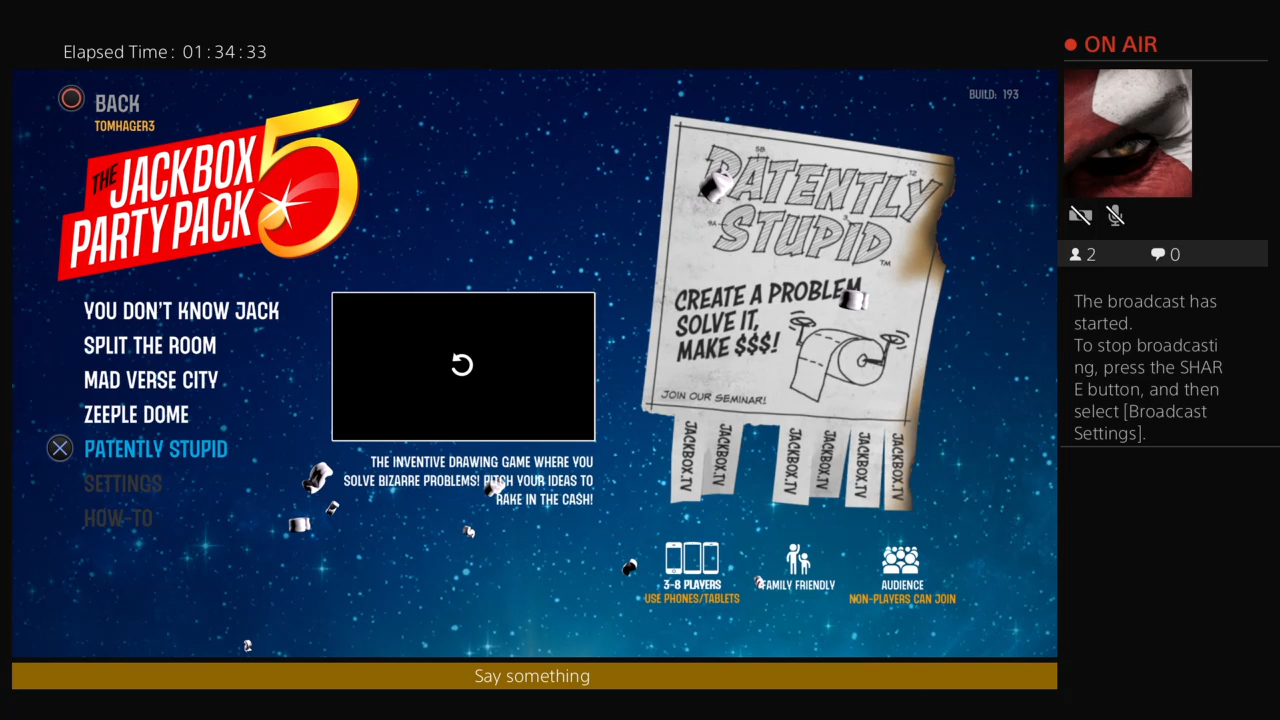 Elapsed Time: 01:34:33
ON AIR
BACK
TOMHAGER3
BUILD: 193
THE
JACKBOX
PARTY PACK
5
YOU DON'T KNOW JACK
SPLIT THE ROOM
MAD VERSE CITY
ZEEPLE DOME
PATENTLY STUPID
SETTINGS
HOW-TO
THE INVENTIVE DRAWING GAME WHERE YOU
SOLVE BIZARRE PROBLEMS! PITCH YOUR IDEAS TO
RAKE IN THE CASH!
5B
12
PATENTLY
9A
3
STUPID
TM
CREATE A PROBLEM,
SOLVE IT,
MAKE $$$!
JOIN OUR SEMINAR!
JACKBOX.TV
JACKBOX.TV
JACKBOX.TV
JACKBOX.TV
JACKBOX.TV
JACKBOX.TV
3-8 PLAYERS
USE PHONES/TABLETS
FAMILY FRIENDLY
AUDIENCE
NON-PLAYERS CAN JOIN
2
0
The broadcast has
started.
To stop broadcasti
ng, press the SHAR
E button, and then
select [Broadcast
Settings].
Say something